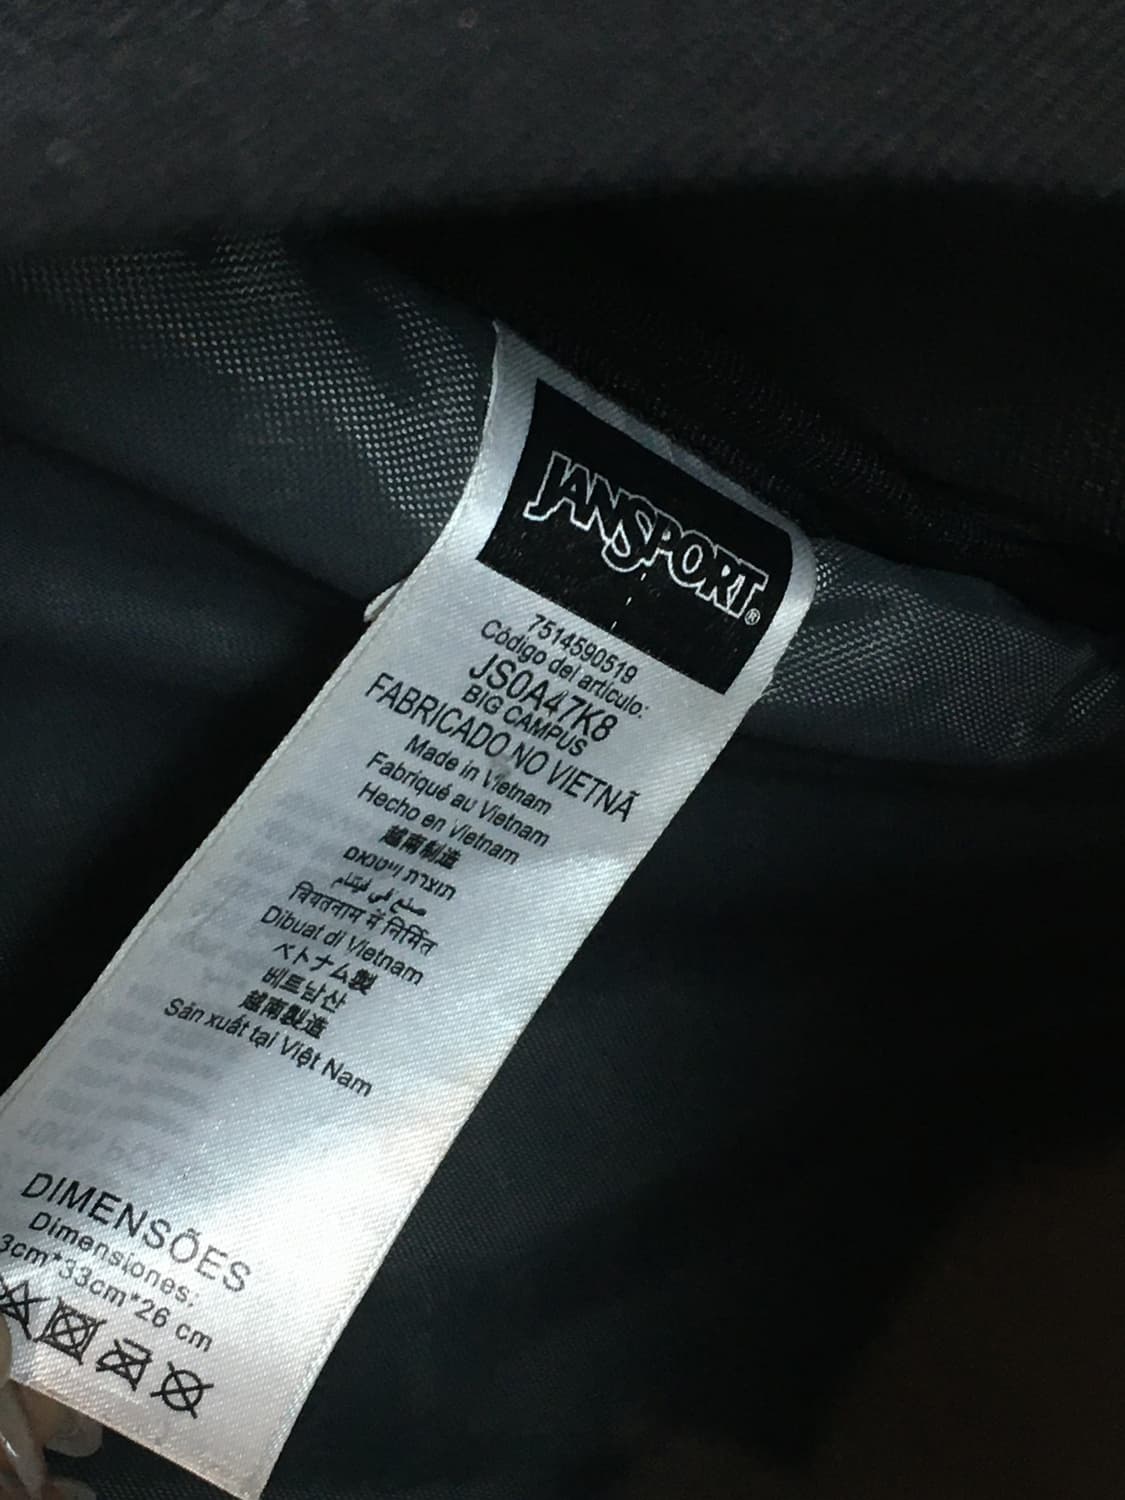 JANSPORT®
7514590519
Código del artículo:
JS0A47K8
BIG CAMPUS
FABRICADO NO VIETNÃ
Made in Vietnam
Fabriqué au Vietnam
Hecho en Vietnam
越南制造
תוצרת וייטנאם
صنع في فيتنام
वियतनाम में निर्मित
Dibuat di Vietnam
ベトナム製
베트남산
越南製造
Sản xuất tại Việt Nam
DIMENSÕES
Dimensiones:
3cm*33cm*26 cm